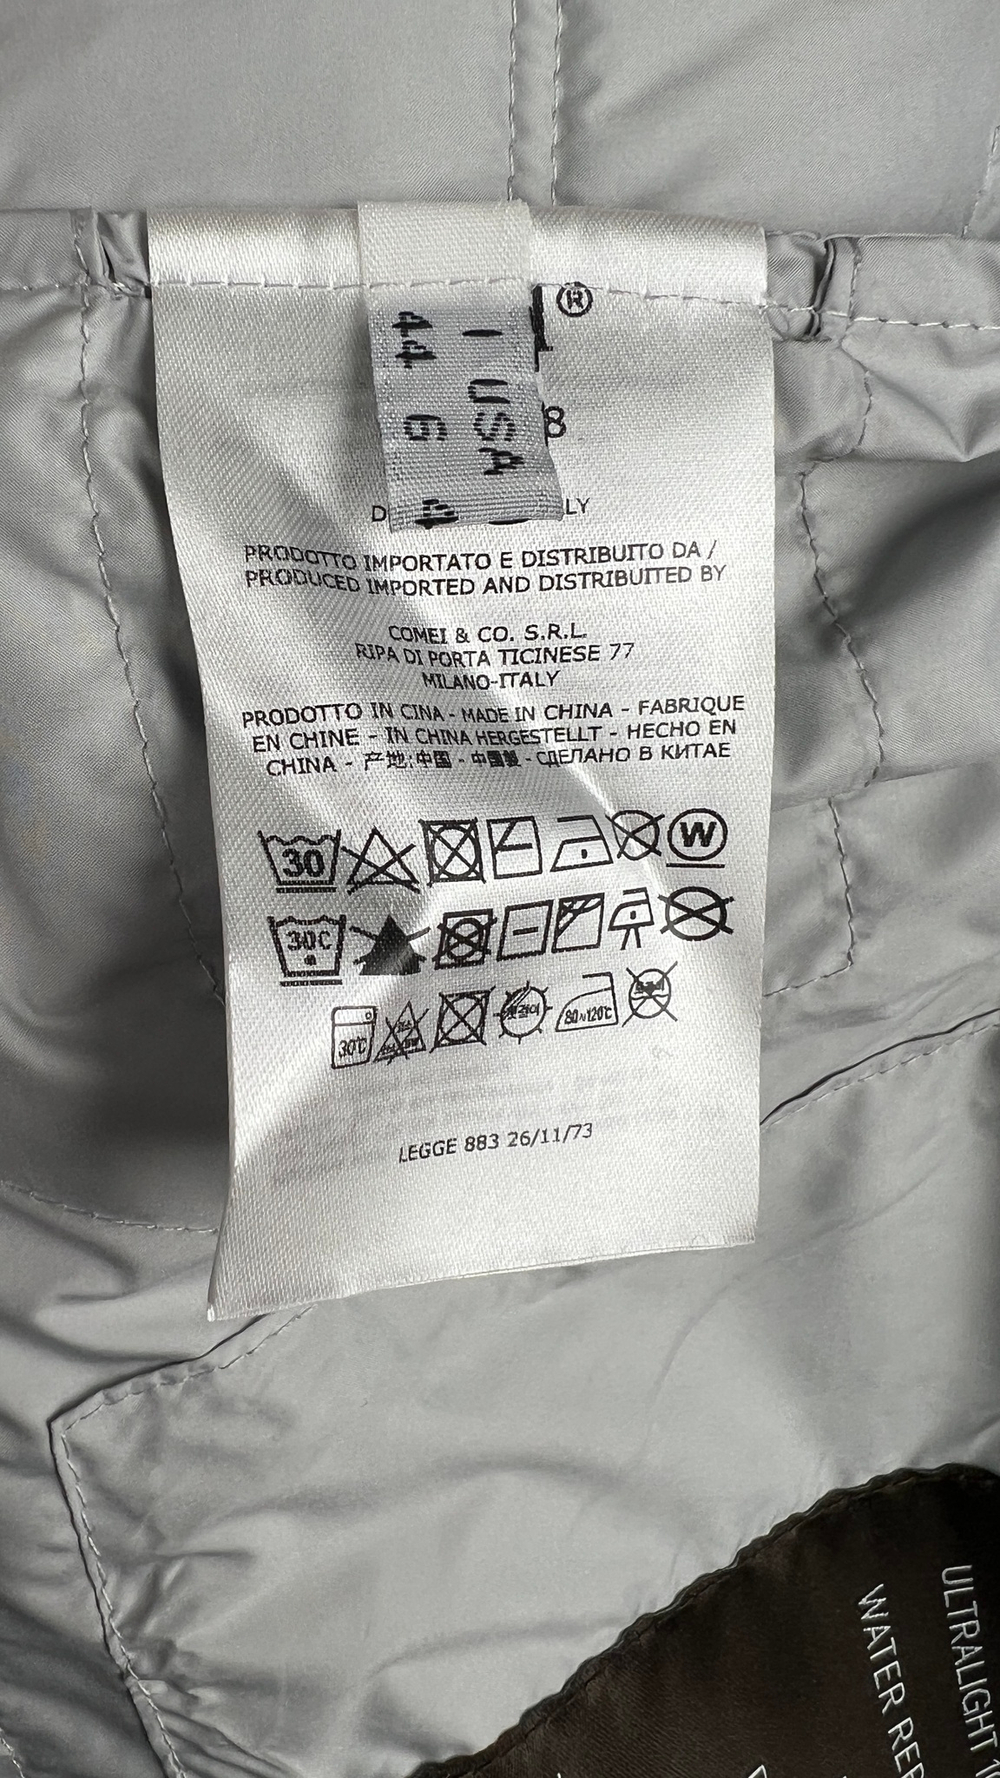 ®
I USA
44 6
8
PRODOTTO IMPORTATO E DISTRIBUITO DA /
PRODUCED IMPORTED AND DISTRIBUITED BY
COMEI & CO. S.R.L.
RIPA DI PORTA TICINESE 77
MILANO-ITALY
PRODOTTO IN CINA - MADE IN CHINA - FABRIQUE
EN CHINE - IN CHINA HERGESTELLT - HECHO EN
CHINA - 产地:中国 - 中國製 - СДЕЛАНО В КИТАЕ
30 W
30C
30℃ 80~120℃
LEGGE 883 26/11/73
ULTRALIGHT
WATER